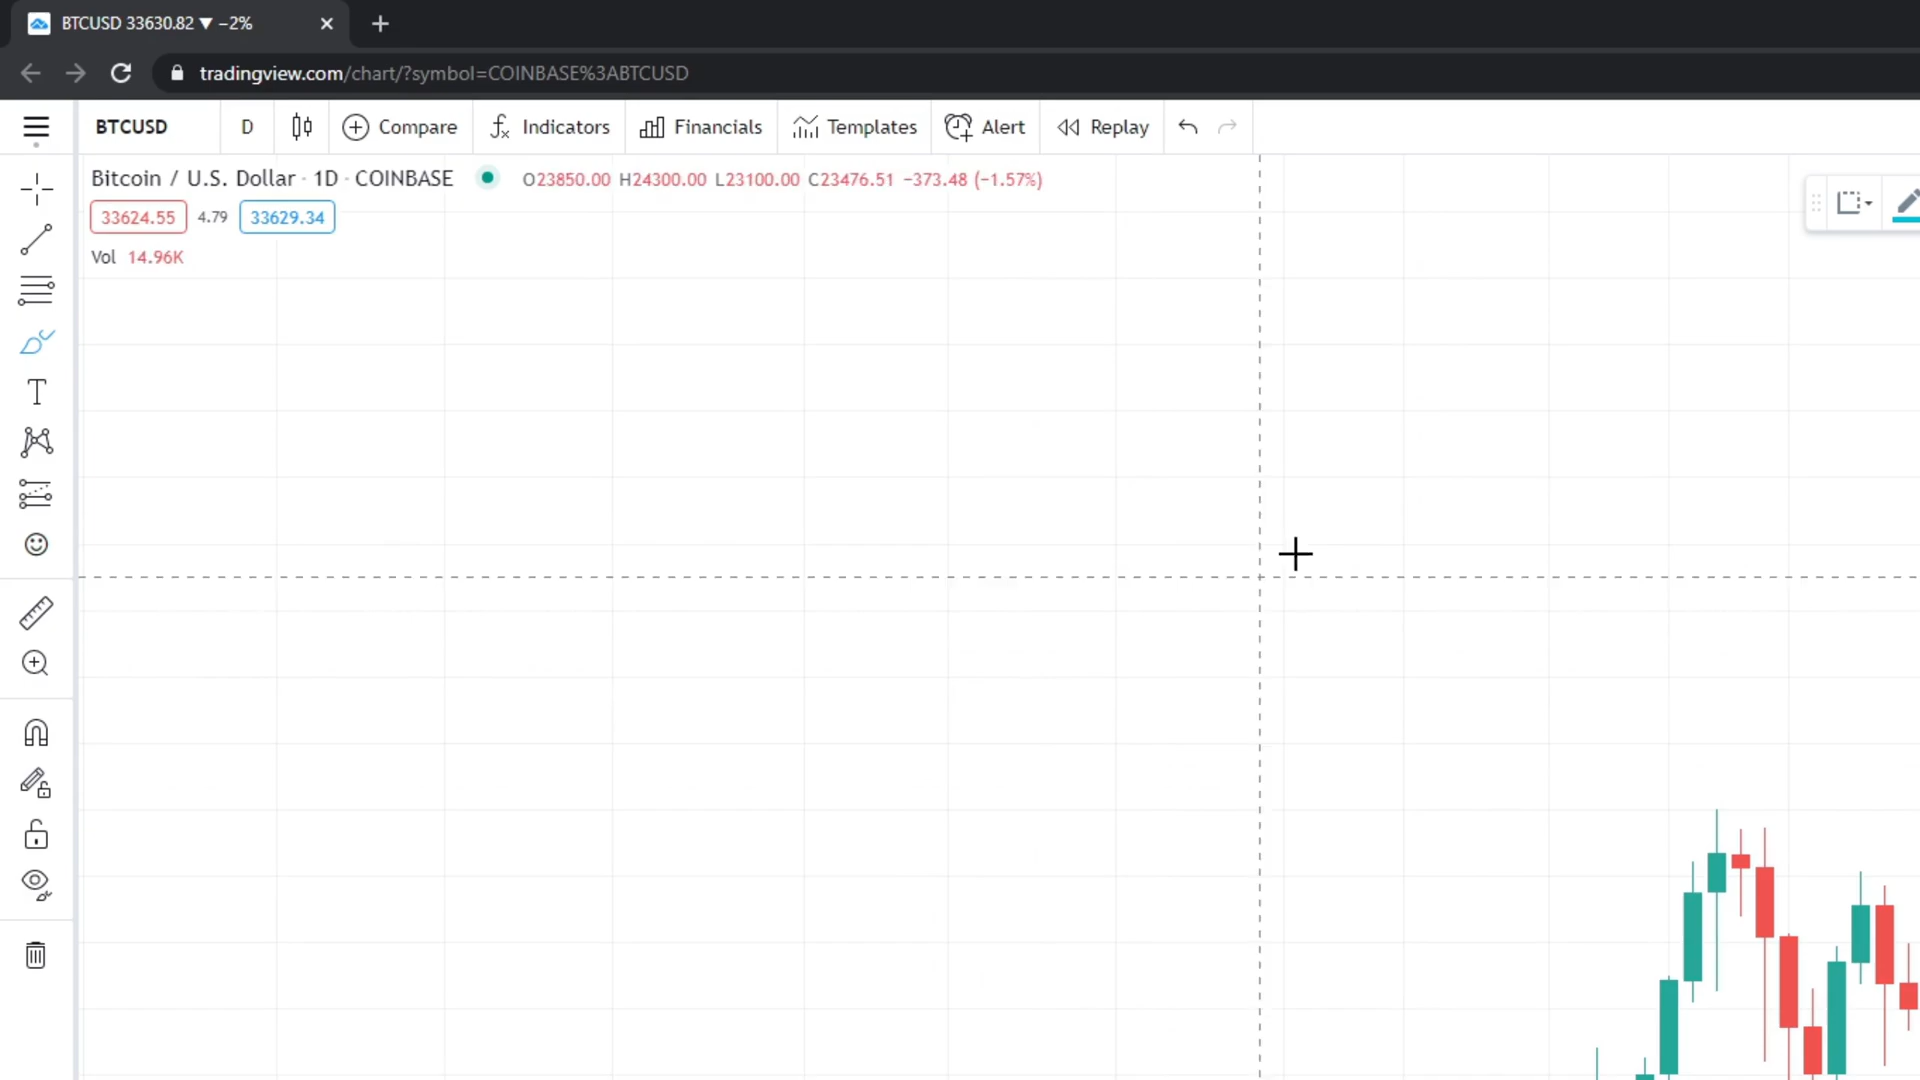 BTCUSD 33630.82 ▼ −2%
tradingview.com/chart/?symbol=COINBASE%3ABTCUSD
BTCUSD D Compare Indicators Financials Templates Alert Replay
Bitcoin / U.S. Dollar · 1D · COINBASE O23850.00 H24300.00 L23100.00 C23476.51 −373.48 (−1.57%)
33624.55 4.79 33629.34
Vol 14.96K